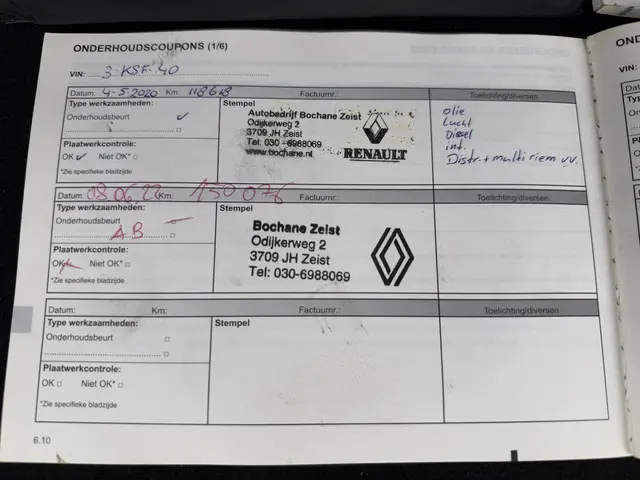 ONDERHOUDSCOUPONS (1/6)
VIN: 3-KSF-40
Datum: 4-5-2020 Km: 118618 Factuurnr.: Toelichting/diversen
Type werkzaamheden:
Onderhoudsbeurt ✓
Plaatwerkcontrole:
OK ✓ Niet OK* □
*Zie specifieke bladzijde
Stempel
Autobedrijf Bochane Zeist
Odijkerweg 2
3709 JH Zeist
Tel: 030-6988069
www.bochane.nl
RENAULT
olie
Lucht
Diesel
int.
Distr.+multiriem vv.
Datum: 08 06 22 Km: 150 076 Factuurnr.: Toelichting/diversen
Type werkzaamheden:
Onderhoudsbeurt
AB □
Plaatwerkcontrole:
OK Niet OK* □
*Zie specifieke bladzijde
Stempel
Bochane Zeist
Odijkerweg 2
3709 JH Zeist
Tel: 030-6988069
Datum: Km: Factuurnr.: Toelichting/diversen
Type werkzaamheden:
Onderhoudsbeurt □
□
Plaatwerkcontrole:
OK □ Niet OK* □
*Zie specifieke bladzijde
Stempel
6.10
OND
VIN: